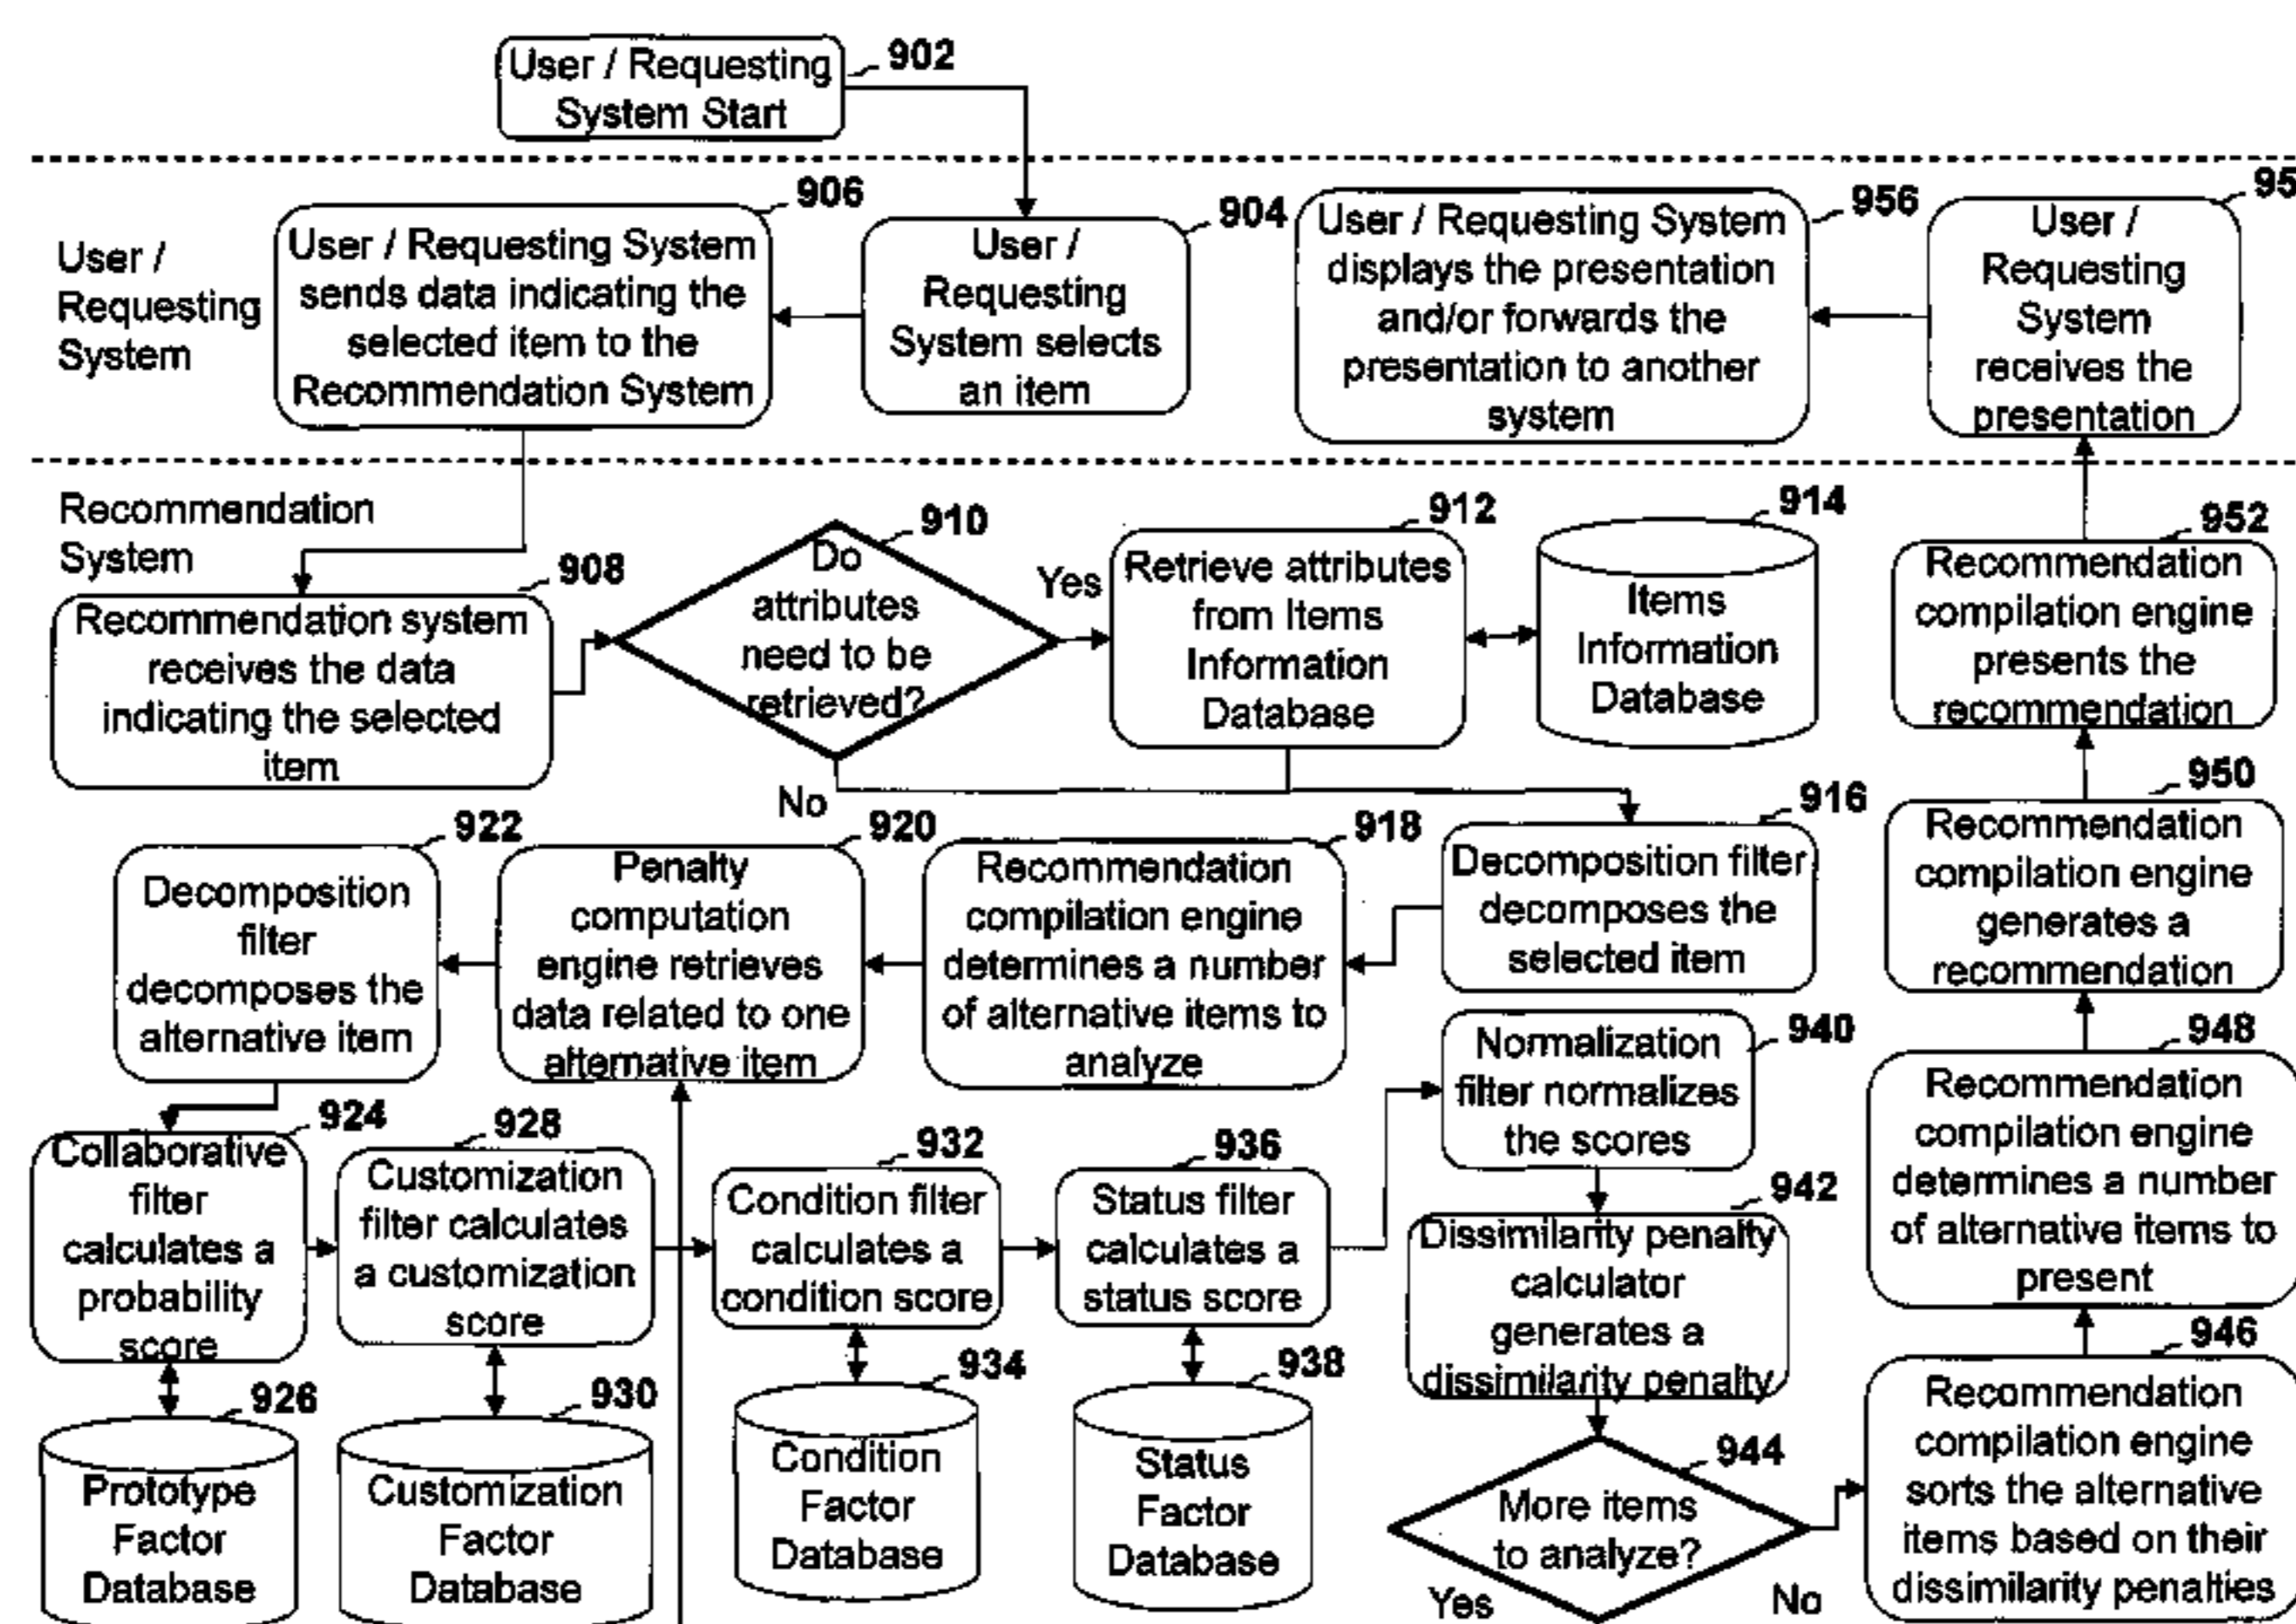 User / Requesting
System Start
902
906
User / Requesting System
sends data indicating the
selected item to the
Recommendation System
904
User /
Requesting
System selects
an item
956
User / Requesting System
displays the presentation
and/or forwards the
presentation to another
system
95
User /
Requesting
System
receives the
presentation
User /
Requesting
System
Recommendation
System
908
Recommendation system
receives the data
indicating the selected
item
910
Do
attributes
need to be
retrieved?
Yes
No
912
Retrieve attributes
from Items
Information
Database
914
Items
Information
Database
916
Decomposition filter
decomposes the
selected item
918
Recommendation
compilation engine
determines a number
of alternative items to
analyze
920
Penalty
computation
engine retrieves
data related to one
alternative item
922
Decomposition
filter
decomposes the
alternative item
924
Collaborative
filter
calculates a
probability
score
926
Prototype
Factor
Database
928
Customization
filter calculates
a customization
score
930
Customization
Factor
Database
932
Condition filter
calculates a
condition score
934
Condition
Factor
Database
936
Status filter
calculates a
status score
938
Status
Factor
Database
940
Normalization
filter normalizes
the scores
942
Dissimilarity penalty
calculator
generates a
dissimilarity penalty
944
More items
to analyze?
Yes
No
946
Recommendation
compilation engine
sorts the alternative
items based on their
dissimilarity penalties
948
Recommendation
compilation engine
determines a number
of alternative items to
present
950
Recommendation
compilation engine
generates a
recommendation
952
Recommendation
compilation engine
presents the
recommendation